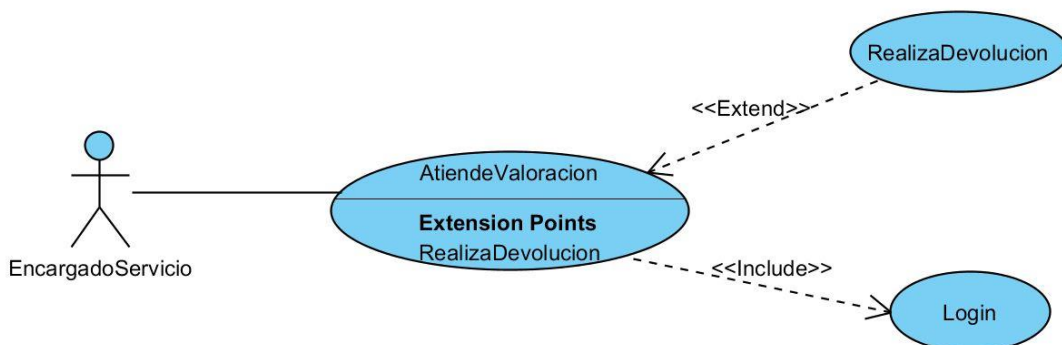 RealizaDevolucion
<<Extend>>
AtiendeValoracion
Extension Points
RealizaDevolucion
EncargadoServicio
<<Include>>
Login